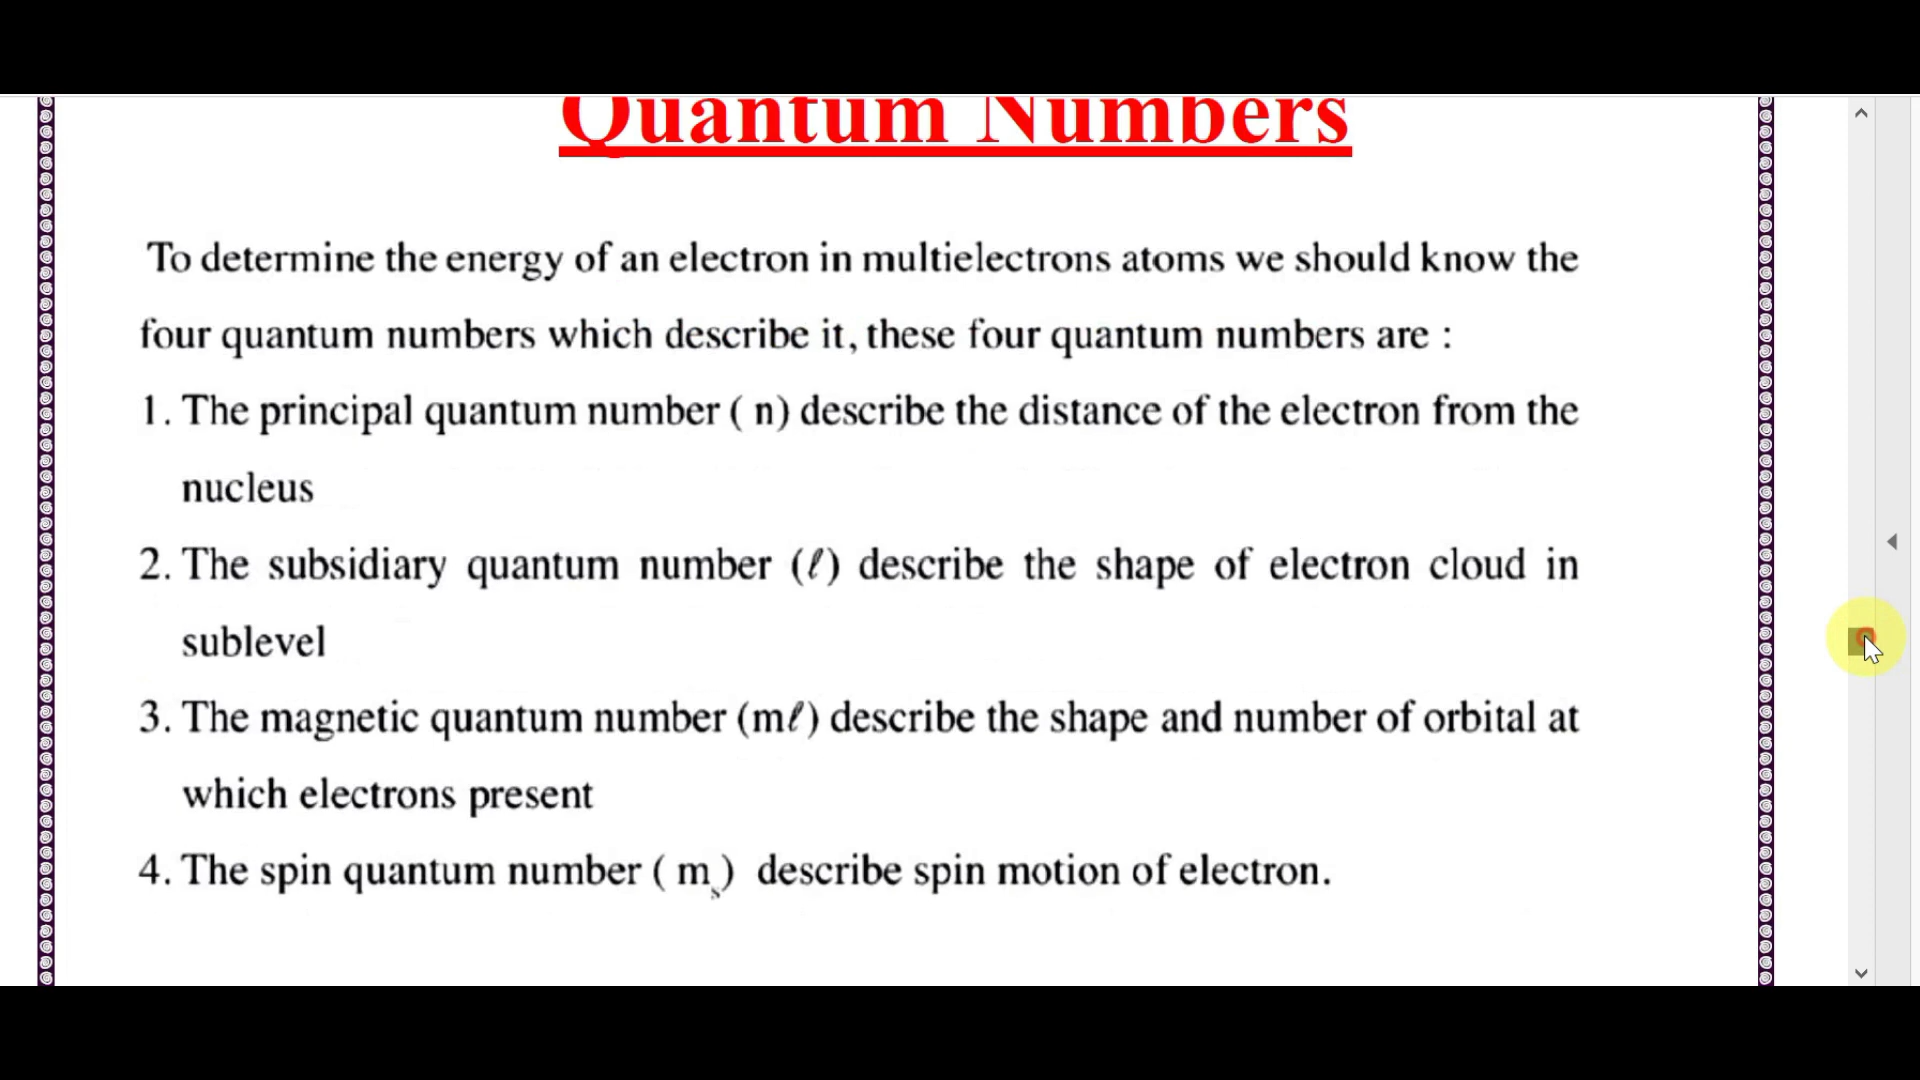 Quantum Numbers
To determine the energy of an electron in multielectrons atoms we should know the
four quantum numbers which describe it, these four quantum numbers are :
1. The principal quantum number ( n) describe the distance of the electron from the
nucleus
2. The subsidiary quantum number (ℓ) describe the shape of electron cloud in
sublevel
3. The magnetic quantum number (mℓ) describe the shape and number of orbital at
which electrons present
4. The spin quantum number ( mₛ) describe spin motion of electron.